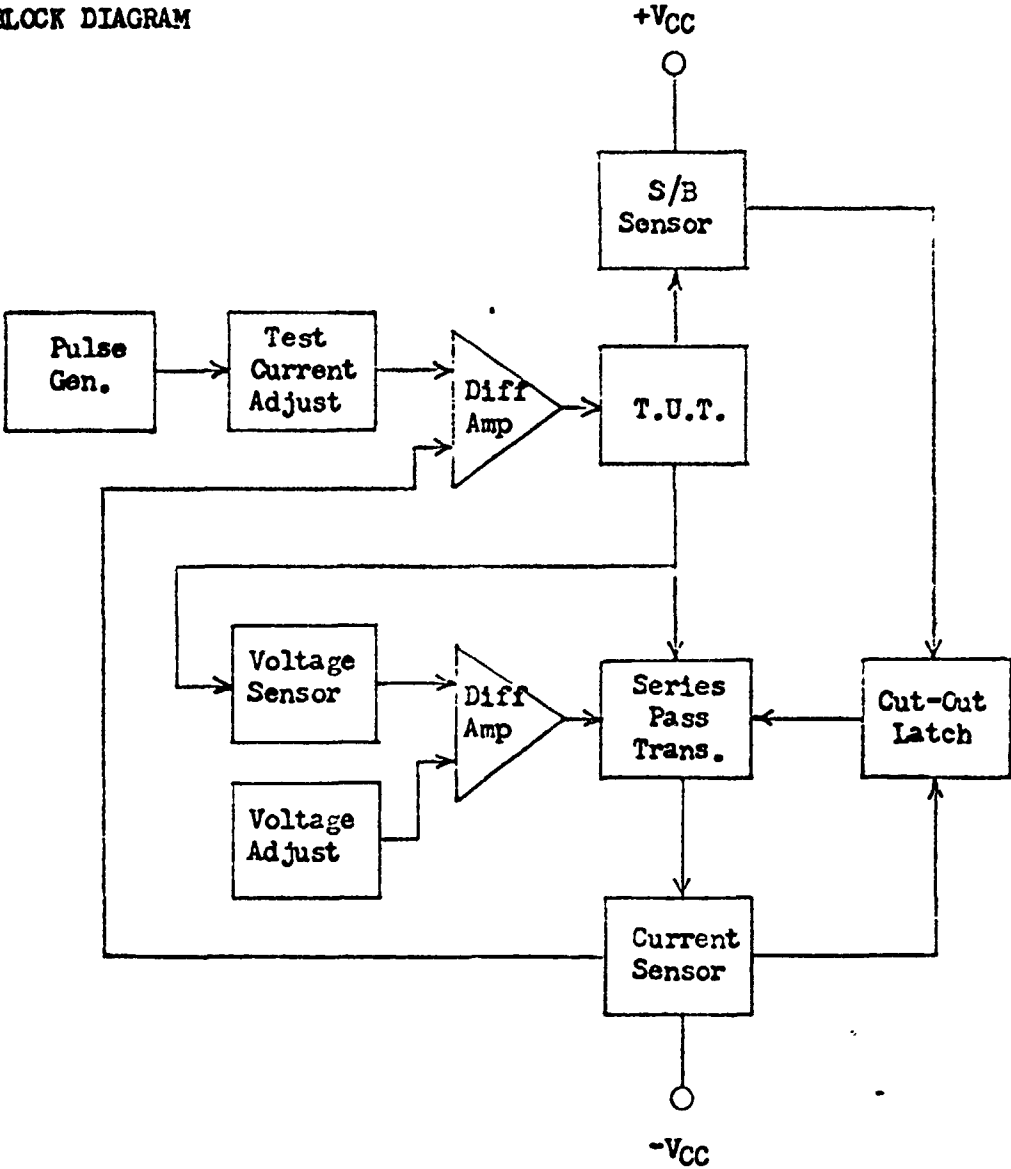 BLOCK DIAGRAM
+VCC
S/B
Sensor
Pulse
Gen.
Test
Current
Adjust
Diff
Amp
T.U.T.
Voltage
Sensor
Diff
Amp
Series
Pass
Trans.
Cut-Out
Latch
Voltage
Adjust
Current
Sensor
-VCC